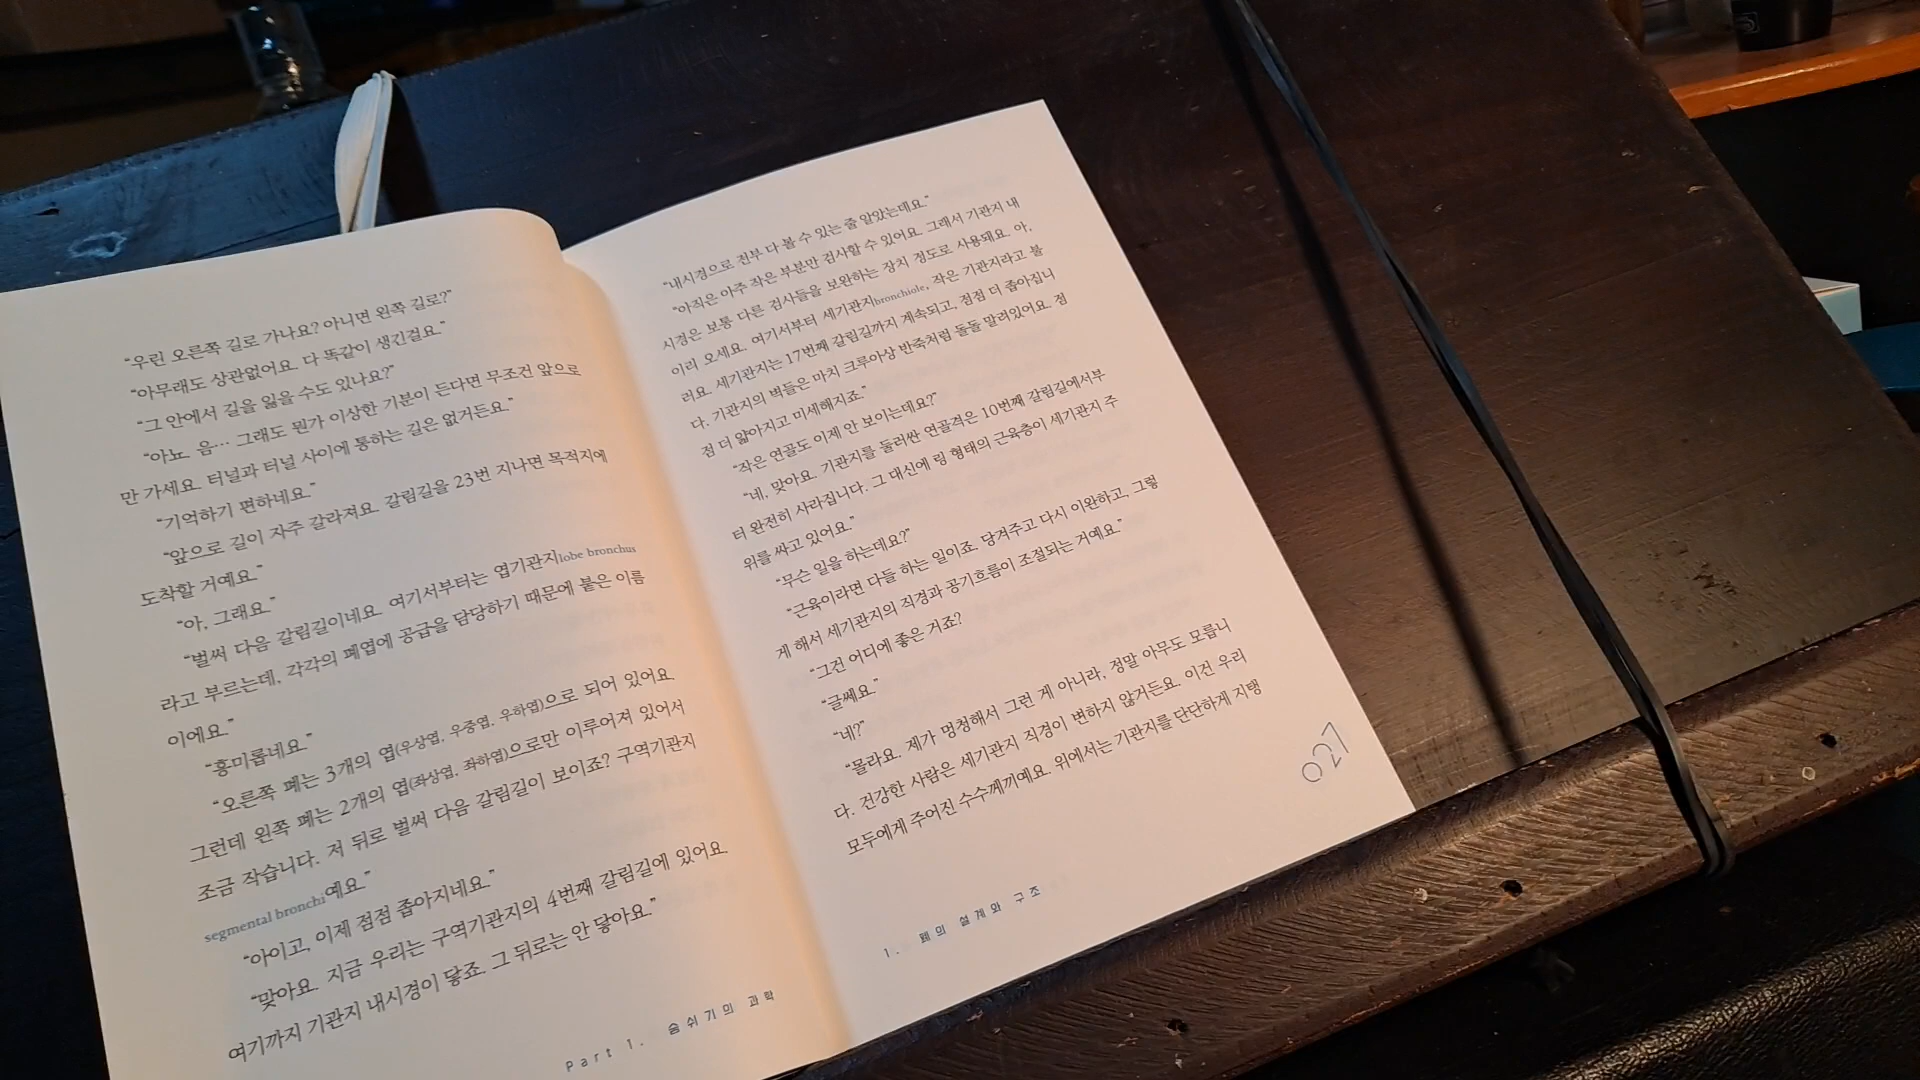 “우린 오른쪽 길로 가나요? 아니면 왼쪽 길로?”
“아무래도 상관없어요. 다 똑같이 생긴걸요.”
“그 안에서 길을 잃을 수도 있나요?”
“아뇨. 음… 그래도 뭔가 이상한 기분이 든다면 무조건 앞으로
만 가세요. 터널과 터널 사이에 통하는 길은 없거든요.”
“기억하기 편하네요.”
“앞으로 길이 자주 갈라져요. 갈림길을 23번 지나면 목적지에
도착할 거예요.”
“아, 그래요.”
“벌써 다음 갈림길이네요. 여기서부터는 엽기관지lobe bronchus
라고 부르는데, 각각의 폐엽에 공급을 담당하기 때문에 붙은 이름
이에요.”
“흥미롭네요.”
“오른쪽 폐는 3개의 엽(우상엽, 우중엽, 우하엽)으로 되어 있어요.
그런데 왼쪽 폐는 2개의 엽(좌상엽, 좌하엽)으로만 이루어져 있어서
조금 작습니다. 저 뒤로 벌써 다음 갈림길이 보이죠? 구역기관지
segmental bronchi예요.”
“아이고, 이제 점점 좁아지네요.”
“맞아요. 지금 우리는 구역기관지의 4번째 갈림길에 있어요.
여기까지 기관지 내시경이 닿죠. 그 뒤로는 안 닿아요.”
Part 1. 숨쉬기의 과학
“내시경으로 전부 다 볼 수 있는 줄 알았는데요.”
“아직은 아주 작은 부분만 검사할 수 있어요. 그래서 기관지 내
시경은 보통 다른 검사들을 보완하는 장치 정도로 사용돼요. 아,
이리 오세요. 여기서부터 세기관지bronchiole, 작은 기관지라고 불
러요. 세기관지는 17번째 갈림길까지 계속되고, 점점 더 좁아집니
다. 기관지의 벽들은 마치 크루아상 반죽처럼 돌돌 말려있어요. 점
점 더 얇아지고 미세해지죠.”
“작은 연골도 이제 안 보이는데요?”
“네, 맞아요. 기관지를 둘러싼 연골격은 10번째 갈림길에서부
터 완전히 사라집니다. 그 대신에 링 형태의 근육층이 세기관지 주
위를 싸고 있어요.”
“무슨 일을 하는데요?”
“근육이라면 다들 하는 일이죠. 당겨주고 다시 이완하고, 그렇
게 해서 세기관지의 직경과 공기흐름이 조절되는 거예요.”
“그건 어디에 좋은 거죠?
“글쎄요.”
“네?”
“몰라요. 제가 멍청해서 그런 게 아니라, 정말 아무도 모릅니
다. 건강한 사람은 세기관지 직경이 변하지 않거든요. 이건 우리
모두에게 주어진 수수께끼예요. 위에서는 기관지를 단단하게 지탱
1. 폐의 설계와 구조
027